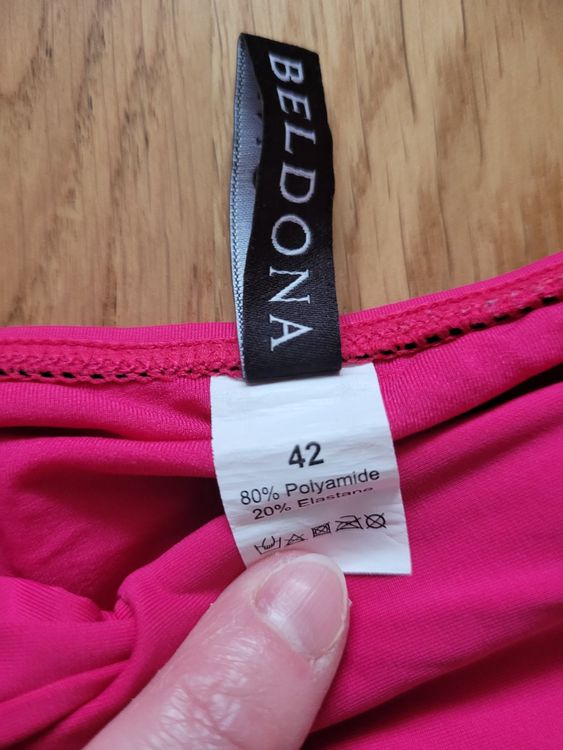 BELDONA
42
80% Polyamide
20% Elastane